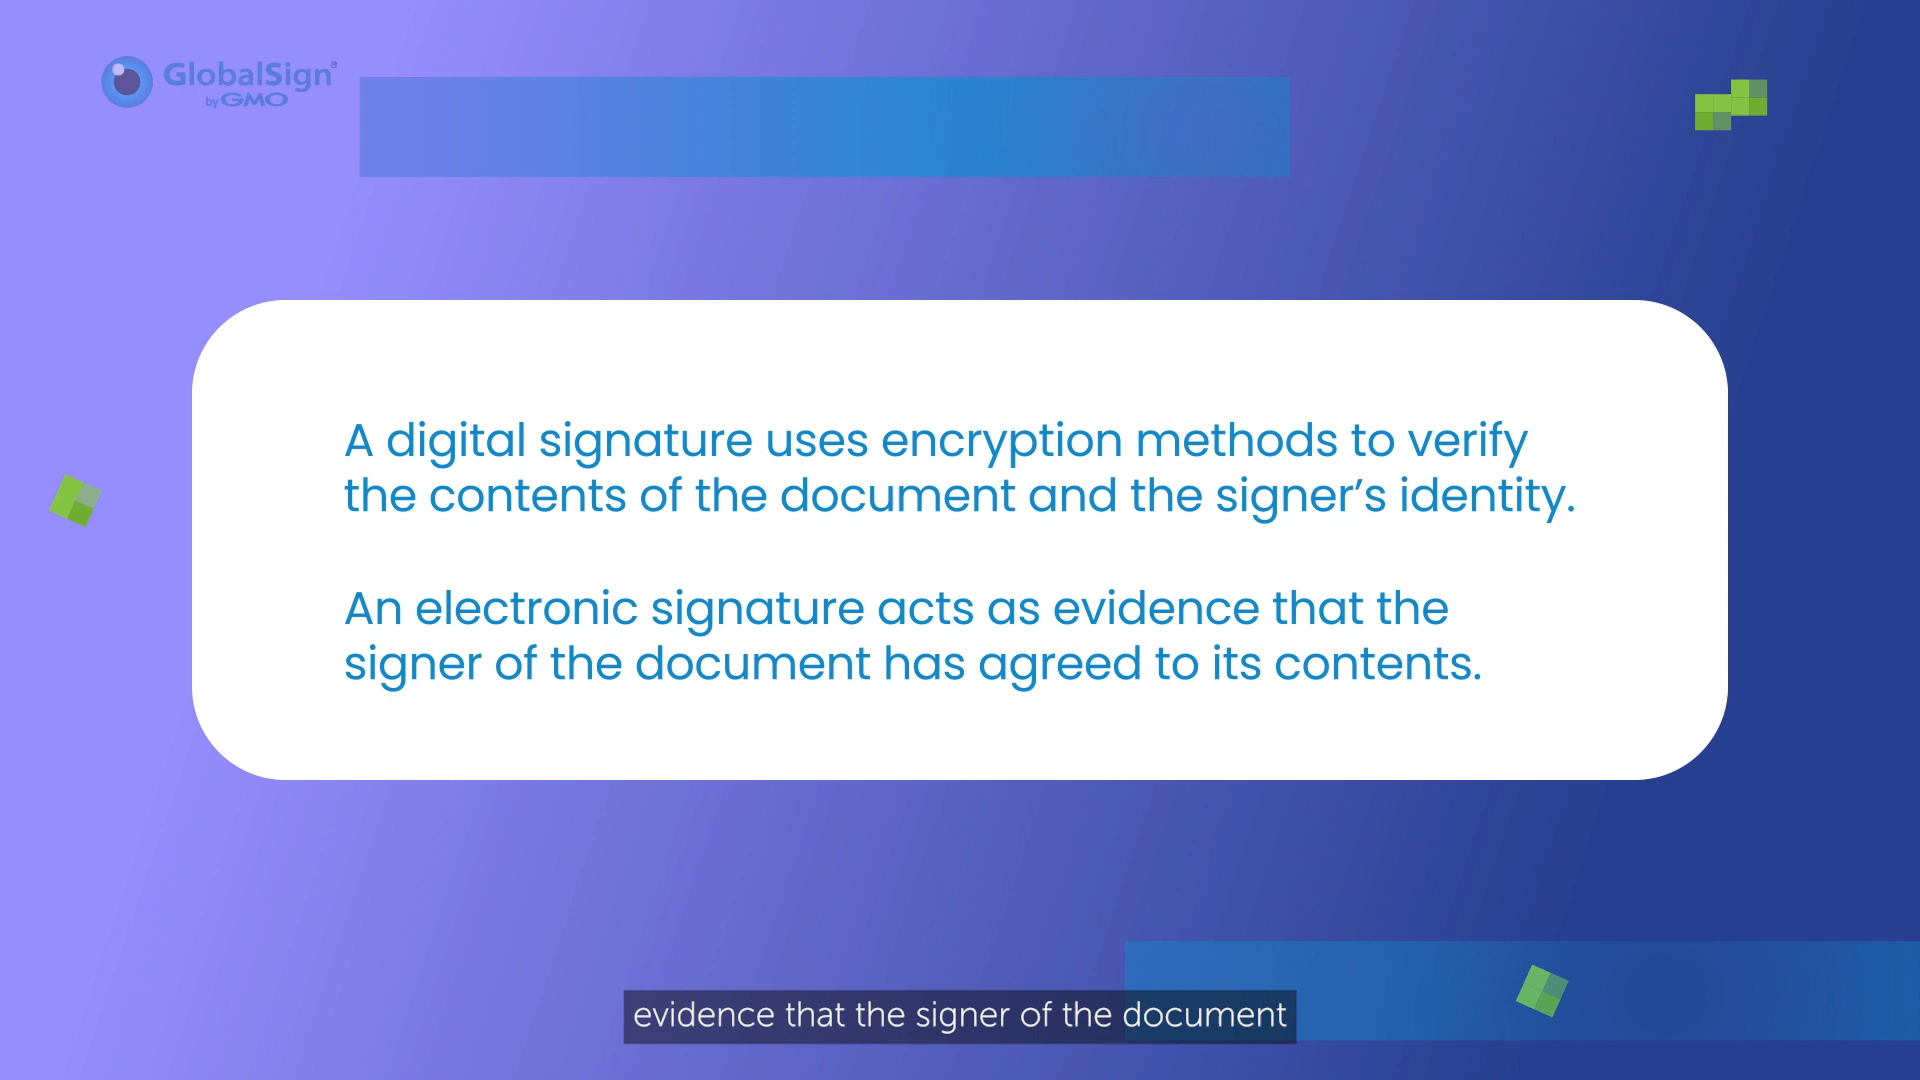 GlobalSign®
by GMO
A digital signature uses encryption methods to verify
the contents of the document and the signer’s identity.
An electronic signature acts as evidence that the
signer of the document has agreed to its contents.
evidence that the signer of the document